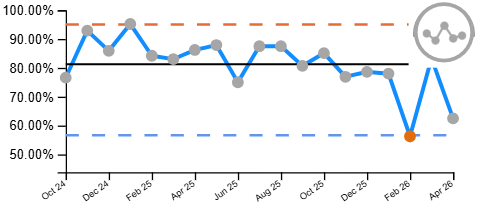 100.00%
90.00%
80.00%
70.00%
60.00%
50.00%
Oct 24
Dec 24
Feb 25
Apr 25
Jun 25
Aug 25
Oct 25
Dec 25
Feb 26
Apr 26